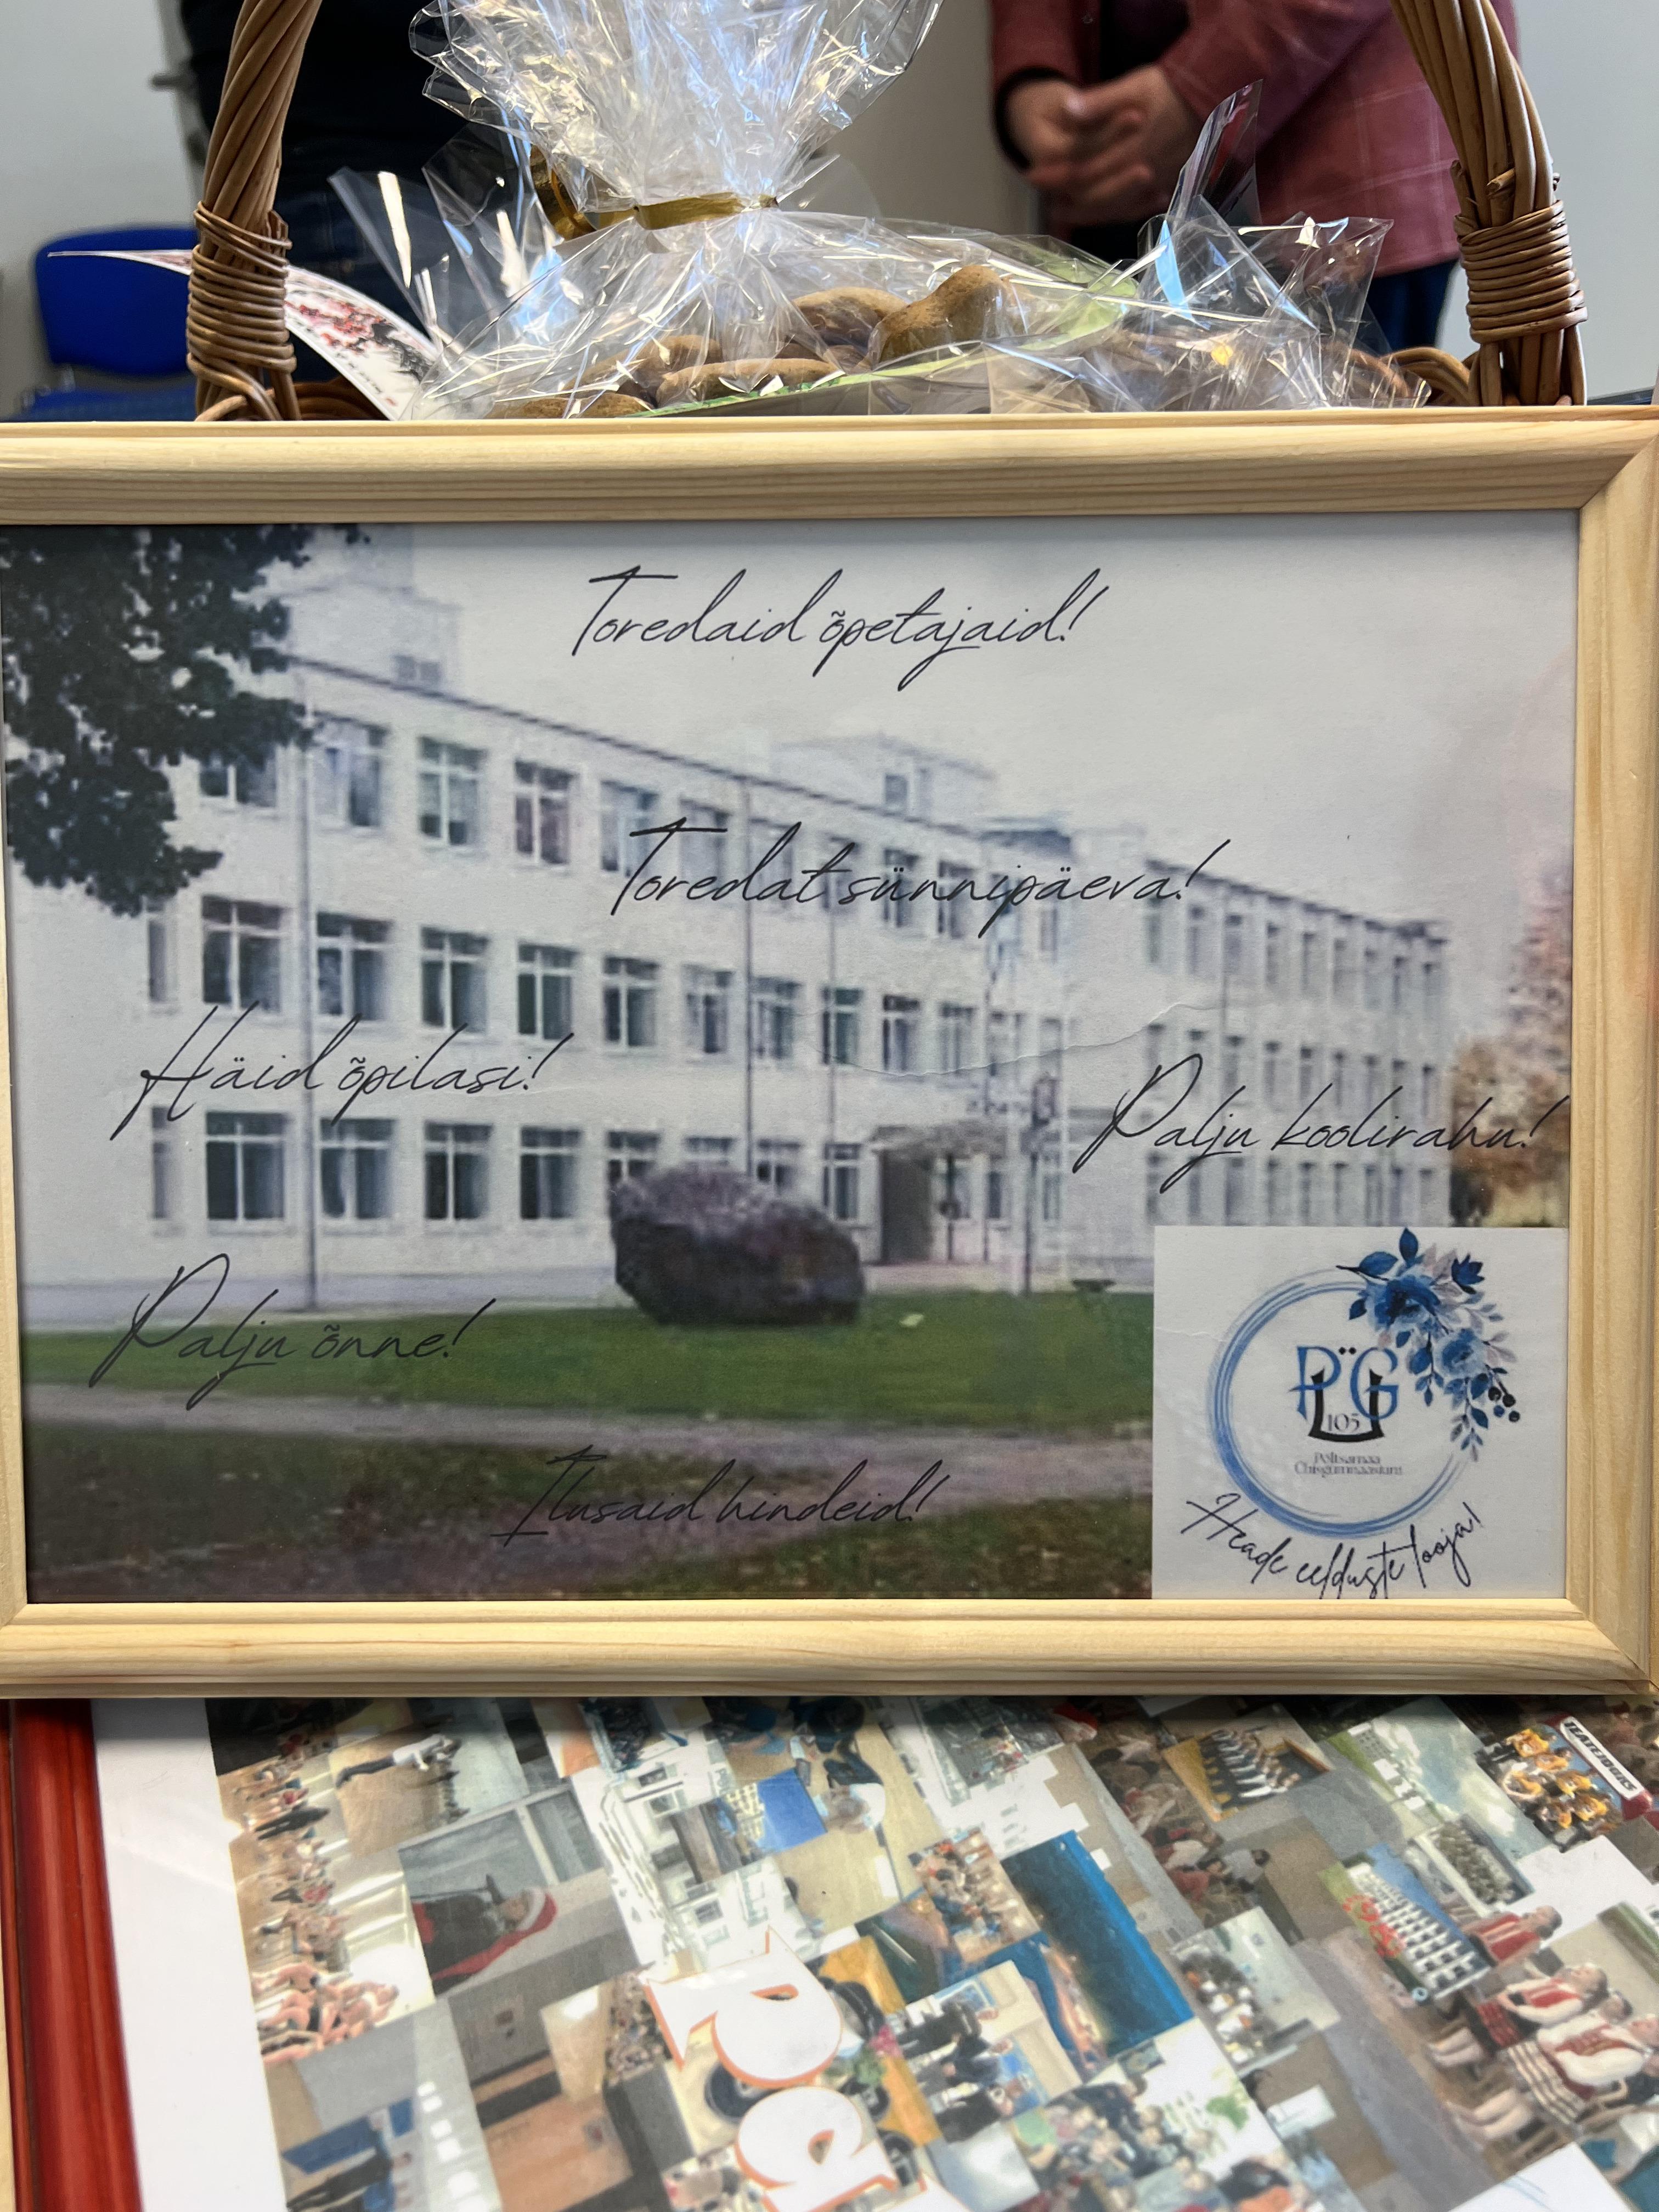 Toredaid õpetajaid!
Toredat sünnipäeva!
Häid õpilasi!
Palju koolirahu!
Palju õnne!
PÜG
105
Põltsamaa
Ühisgümnaasium
Ilusaid hindeid!
Heade eelduste looja!
1989